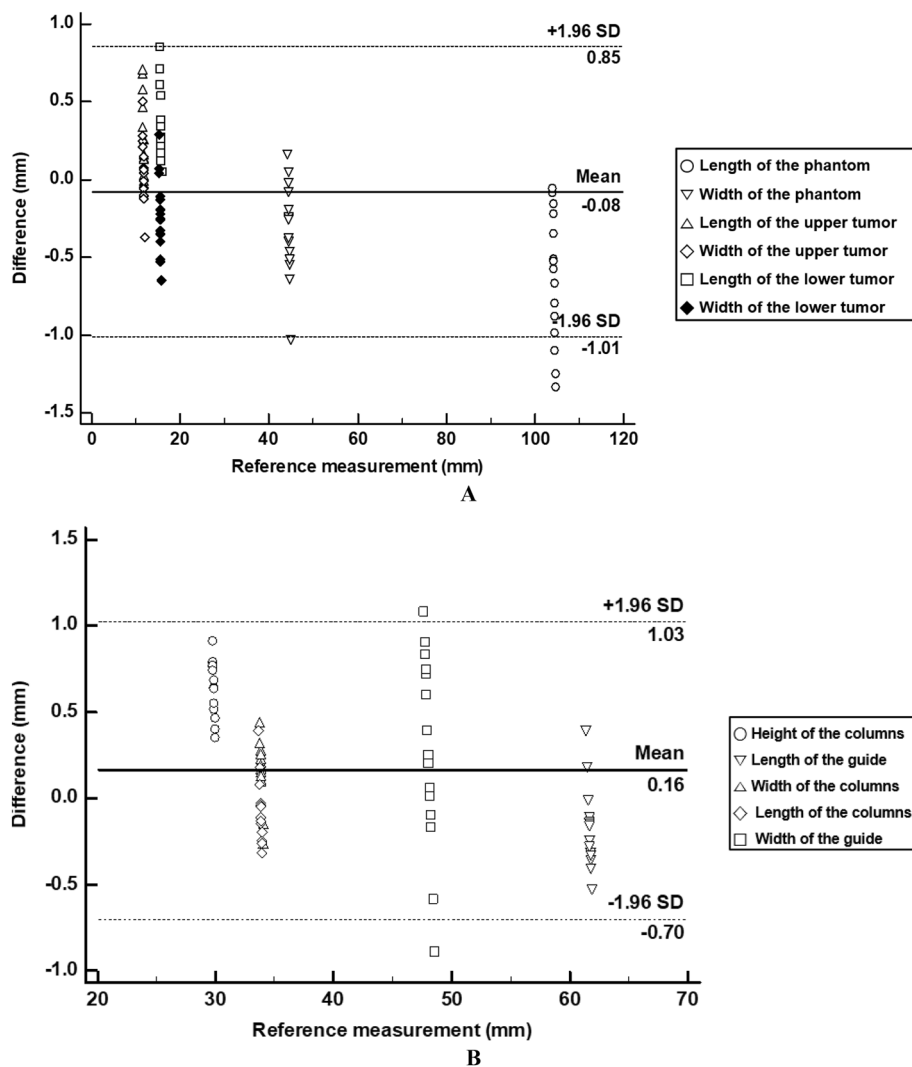 1.0
0.5
0.0
-0.5
-1.0
-1.5
Difference (mm)
+1.96 SD
0.85
Mean
-0.08
-1.96 SD
-1.01
0 20 40 60 80 100 120
Reference measurement (mm)
Length of the phantom
Width of the phantom
Length of the upper tumor
Width of the upper tumor
Length of the lower tumor
Width of the lower tumor
A
1.5
1.0
0.5
0.0
-0.5
-1.0
Difference (mm)
+1.96 SD
1.03
Mean
0.16
-1.96 SD
-0.70
20 30 40 50 60 70
Reference measurement (mm)
Height of the columns
Length of the guide
Width of the columns
Length of the columns
Width of the guide
B